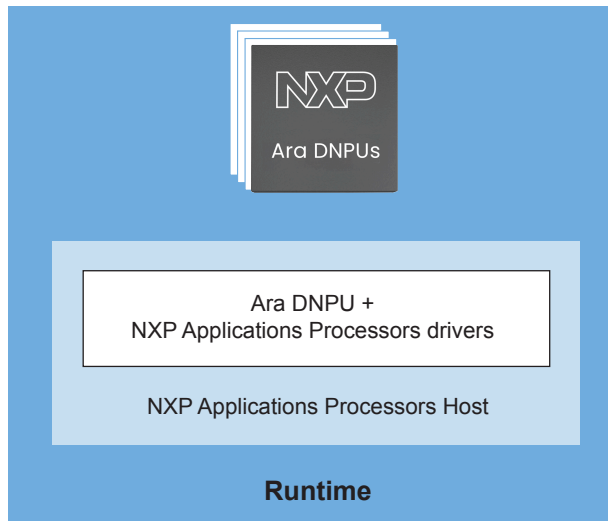 NXP
Ara DNPUs
Ara DNPU +
NXP Applications Processors drivers
NXP Applications Processors Host
Runtime